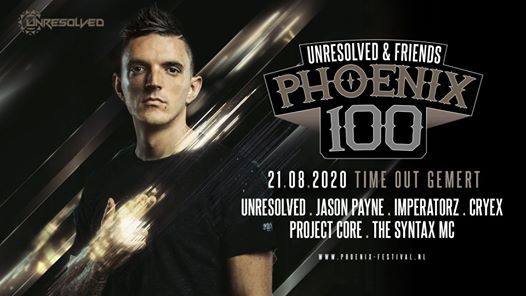 UNRESOLVED
UNRESOLVED & FRIENDS
PHOENIX
100
21.08.2020 TIME OUT GEMERT
UNRESOLVED . JASON PAYNE . IMPERATORZ . CRYEX
PROJECT CORE . THE SYNTAX MC
WWW.PHOENIX-FESTIVAL.NL